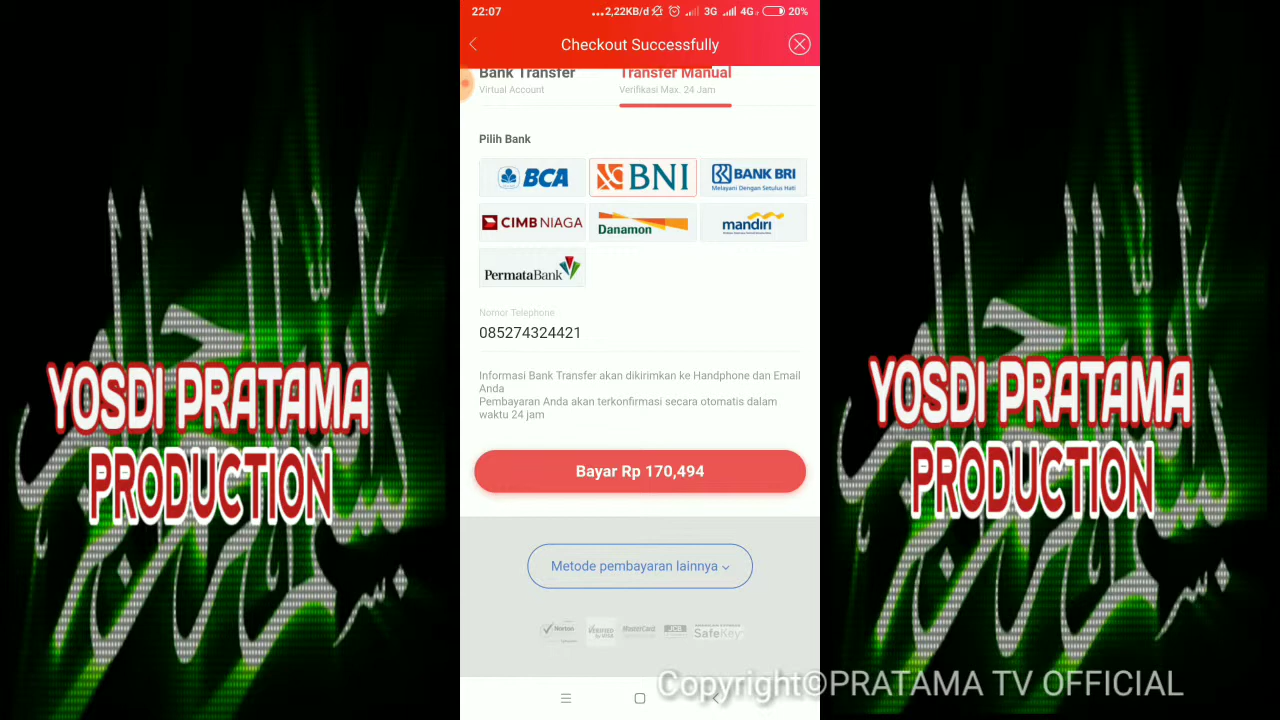 22:07
...2,22KB/d 3G 4G 20%
Checkout Successfully
Bank Transfer
Virtual Account
Transfer Manual
Verifikasi Max. 24 Jam
Pilih Bank
BCA
BNI
BANK BRI
Melayani Dengan Setulus Hati
CIMB NIAGA
Danamon
mandiri
PermataBank
Nomor Telephone
085274324421
Informasi Bank Transfer akan dikirimkan ke Handphone dan Email
Anda
Pembayaran Anda akan terkonfirmasi secara otomatis dalam
waktu 24 jam
Bayar Rp 170,494
Metode pembayaran lainnya
Norton
VERIFIED
by VISA
MasterCard
JCB
SafeKey
YOSDI PRATAMA
PRODUCTION
YOSDI PRATAMA
PRODUCTION
Copyright©PRATAMA TV OFFICIAL